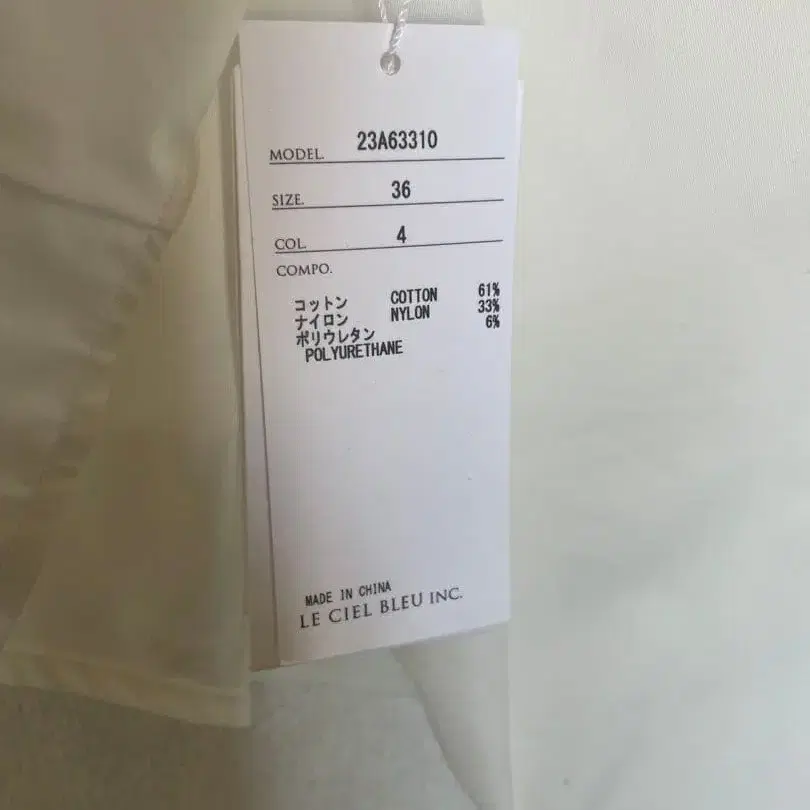 MODEL. 23A63310
SIZE. 36
COL. 4
COMPO.
コットン COTTON 61%
ナイロン NYLON 33%
ポリウレタン 6%
POLYURETHANE
MADE IN CHINA
LE CIEL BLEU INC.